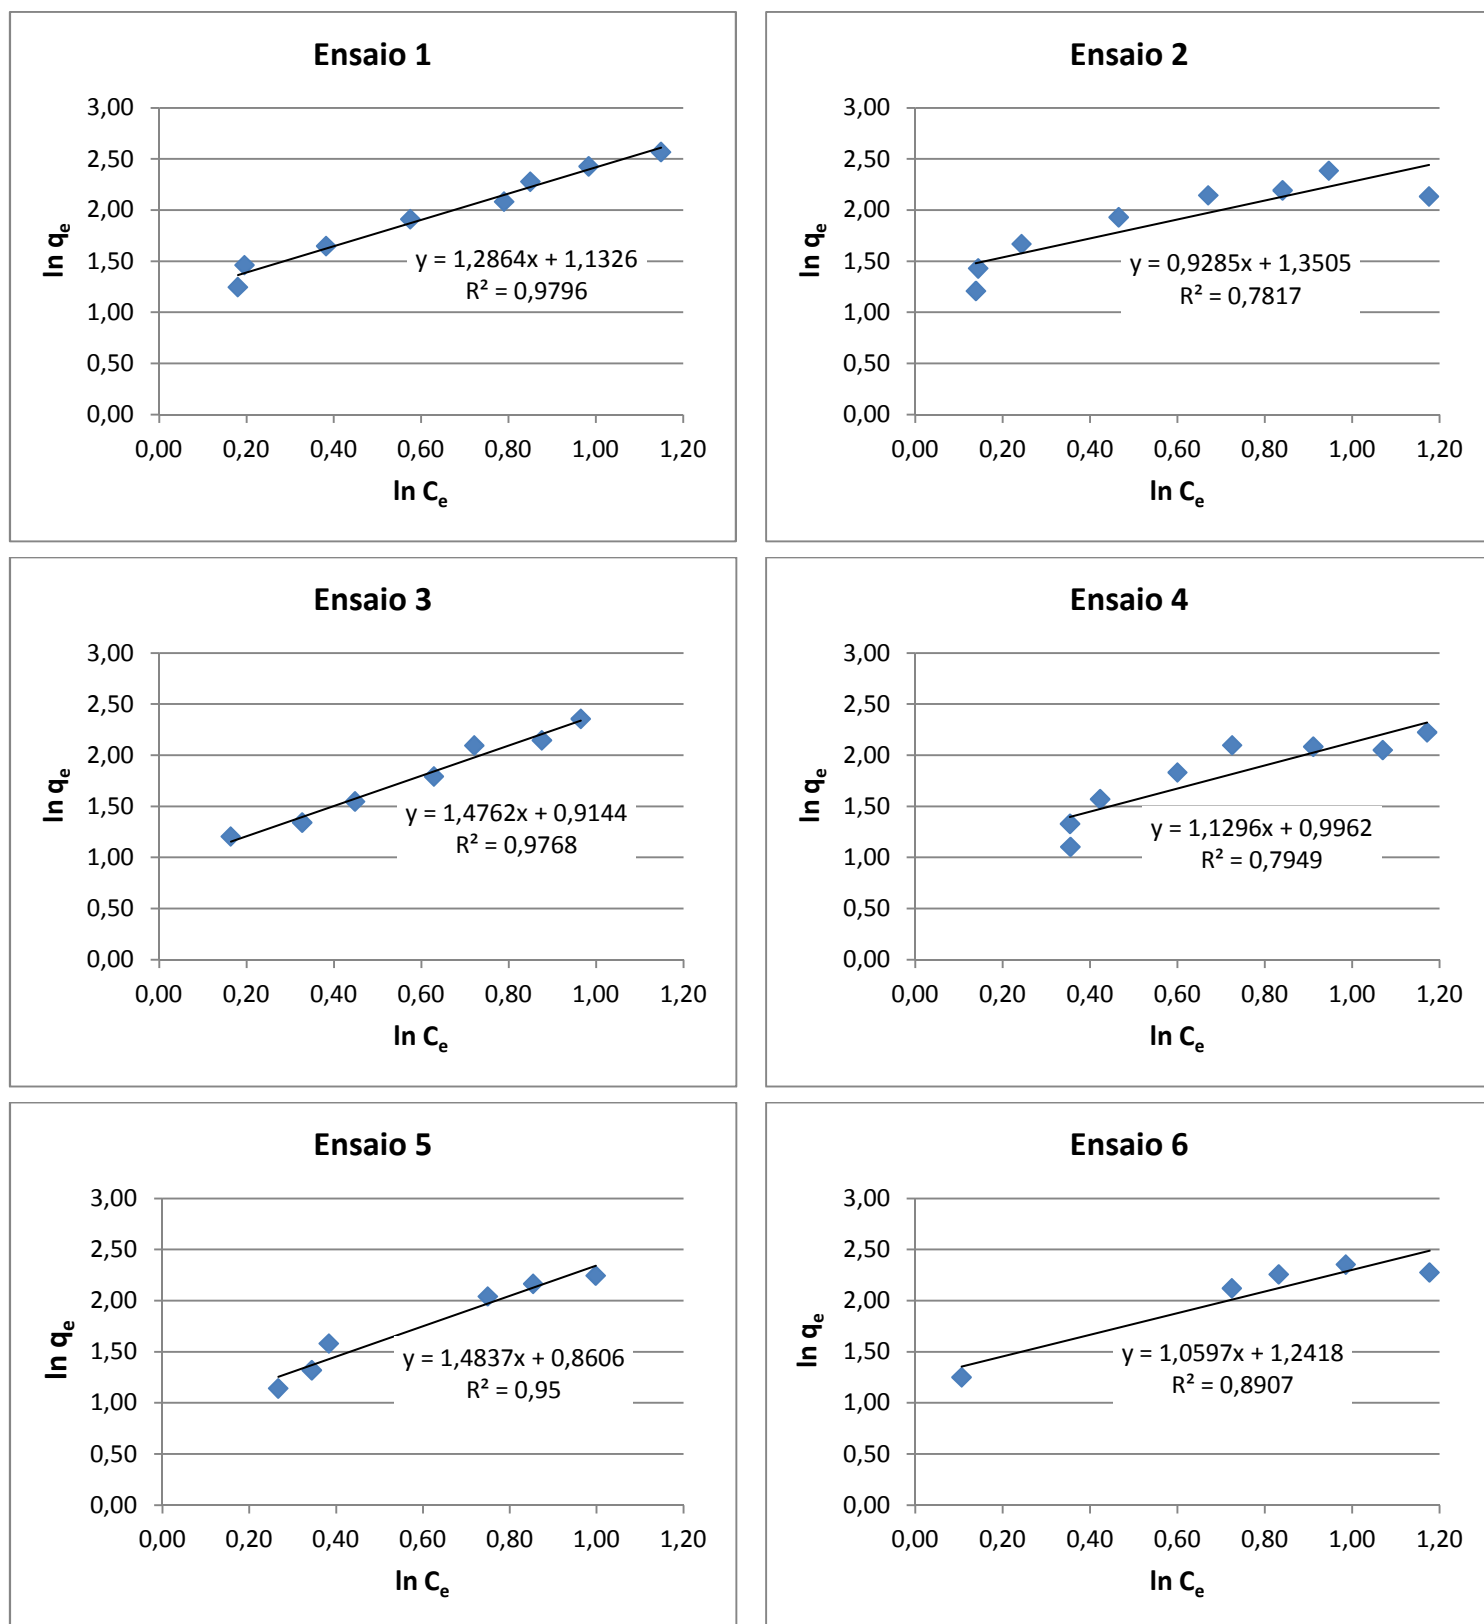 Ensaio 1
3,00
2,50
2,00
1,50
1,00
0,50
0,00
ln qe
y = 1,2864x + 1,1326
R² = 0,9796
0,00 0,20 0,40 0,60 0,80 1,00 1,20
ln Ce
Ensaio 2
3,00
2,50
2,00
1,50
1,00
0,50
0,00
ln qe
y = 0,9285x + 1,3505
R² = 0,7817
0,00 0,20 0,40 0,60 0,80 1,00 1,20
ln Ce
Ensaio 3
3,00
2,50
2,00
1,50
1,00
0,50
0,00
ln qe
y = 1,4762x + 0,9144
R² = 0,9768
0,00 0,20 0,40 0,60 0,80 1,00 1,20
ln Ce
Ensaio 4
3,00
2,50
2,00
1,50
1,00
0,50
0,00
ln qe
y = 1,1296x + 0,9962
R² = 0,7949
0,00 0,20 0,40 0,60 0,80 1,00 1,20
ln Ce
Ensaio 5
3,00
2,50
2,00
1,50
1,00
0,50
0,00
ln qe
y = 1,4837x + 0,8606
R² = 0,95
0,00 0,20 0,40 0,60 0,80 1,00 1,20
ln Ce
Ensaio 6
3,00
2,50
2,00
1,50
1,00
0,50
0,00
ln qe
y = 1,0597x + 1,2418
R² = 0,8907
0,00 0,20 0,40 0,60 0,80 1,00 1,20
ln Ce